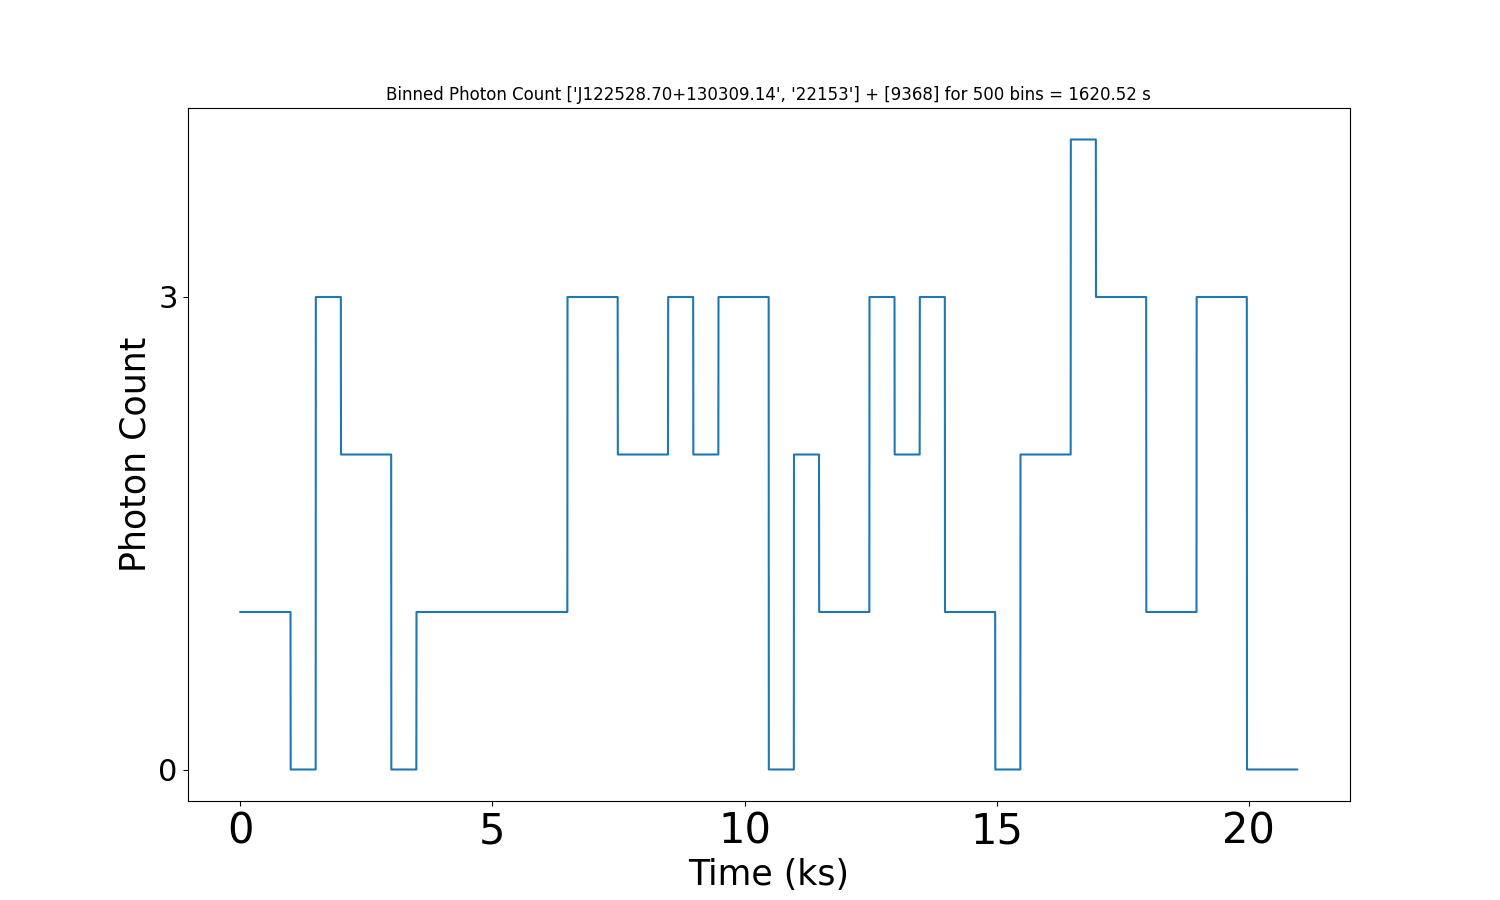 Binned Photon Count ['J122528.70+130309.14', '22153'] + [9368] for 500 bins = 1620.52 s
3
Photon Count
0
0 5 10 15 20
Time (ks)